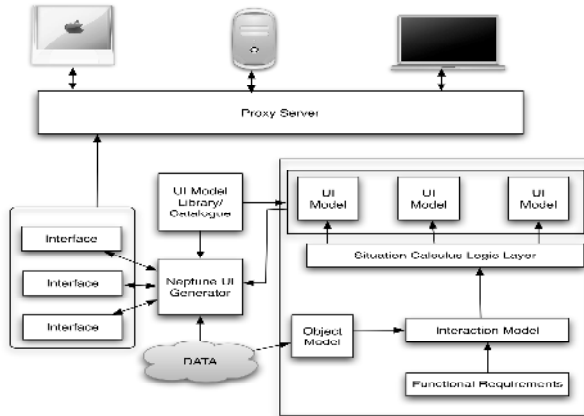 Proxy Server
UI Model
Library/
Catalogue
UI
Model
UI
Model
UI
Model
Interface
Interface
Interface
Neptune UI
Generator
Situation Calculus Logic Layer
Object
Model
Interaction Model
DATA
Functional Requirements